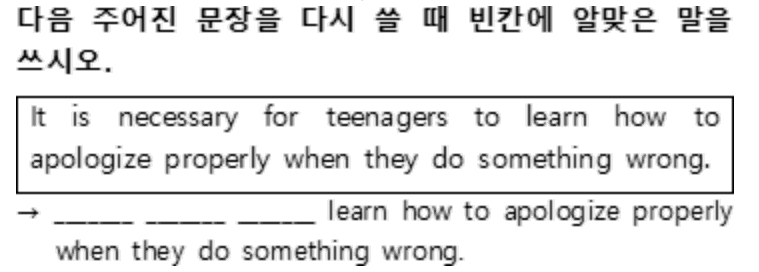 다음 주어진 문장을 다시 쓸 때 빈칸에 알맞은 말을
쓰시오.
It is necessary for teenagers to learn how to
apologize properly when they do something wrong.
→ ______ ______ ______ learn how to apologize properly
when they do something wrong.